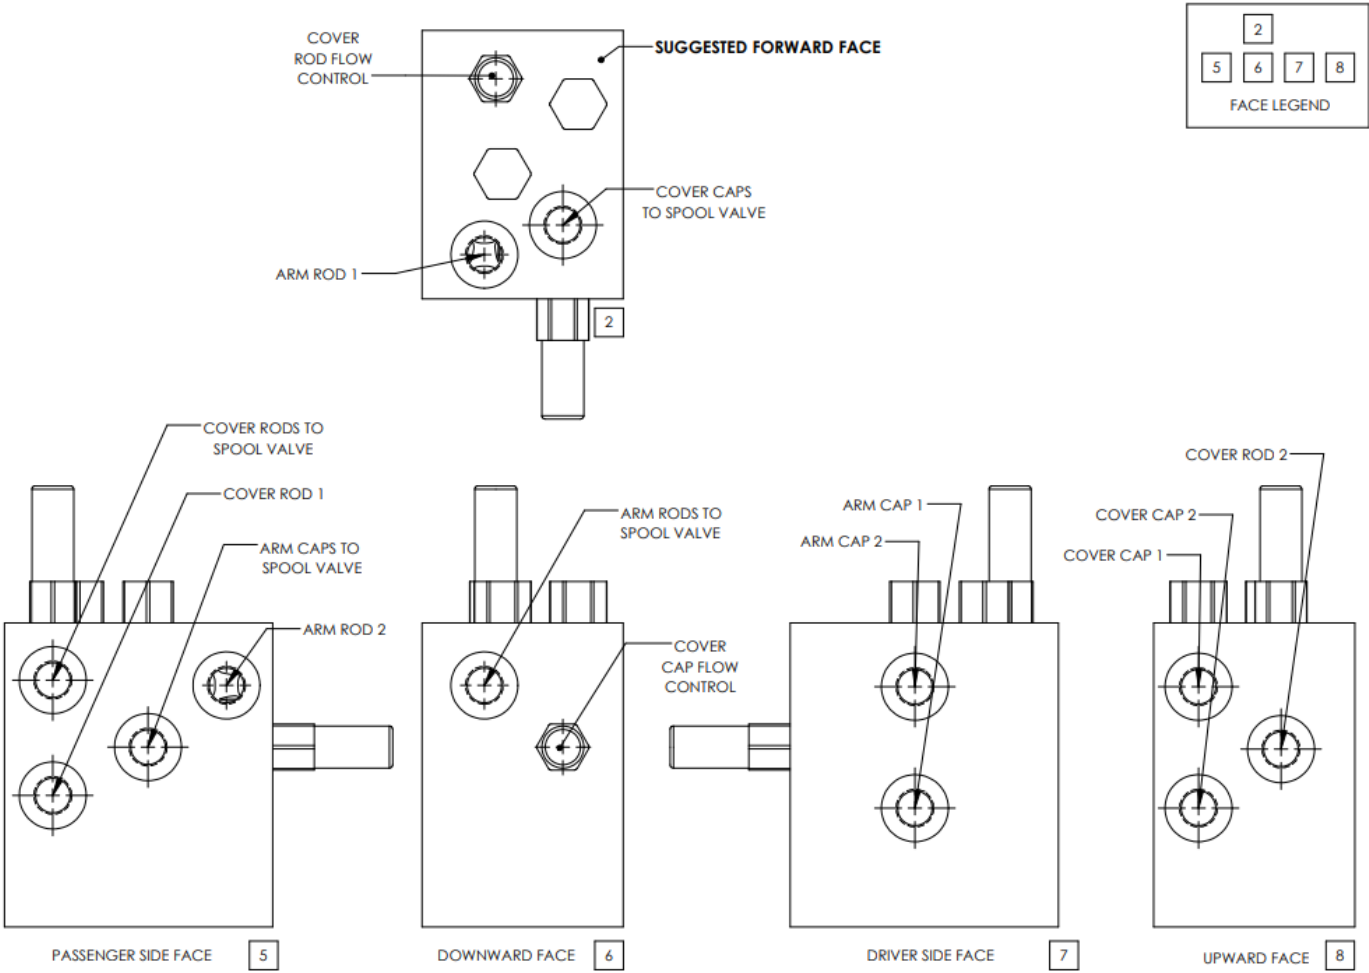 COVER
ROD FLOW
CONTROL
SUGGESTED FORWARD FACE
2
5 6 7 8
FACE LEGEND
COVER CAPS
TO SPOOL VALVE
ARM ROD 1
2
COVER RODS TO
SPOOL VALVE
COVER ROD 1
ARM CAPS TO
SPOOL VALVE
ARM ROD 2
ARM RODS TO
SPOOL VALVE
COVER
CAP FLOW
CONTROL
ARM CAP 1
ARM CAP 2
COVER ROD 2
COVER CAP 2
COVER CAP 1
PASSENGER SIDE FACE 5
DOWNWARD FACE 6
DRIVER SIDE FACE 7
UPWARD FACE 8